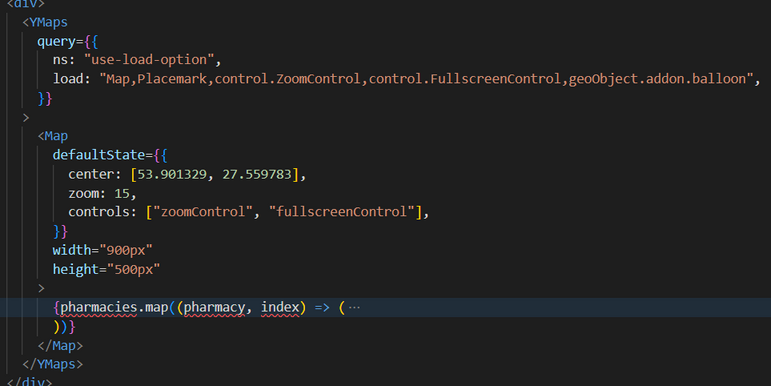 <div>
<YMaps
query={{
ns: "use-load-option",
load: "Map,Placemark,control.ZoomControl,control.FullscreenControl,geoObject.addon.balloon",
}}
>
<Map
defaultState={{
center: [53.901329, 27.559783],
zoom: 15,
controls: ["zoomControl", "fullscreenControl"],
}}
width="900px"
height="500px"
>
{pharmacies.map((pharmacy, index) => ( ⋯
))}
</Map>
</YMaps>
</div>